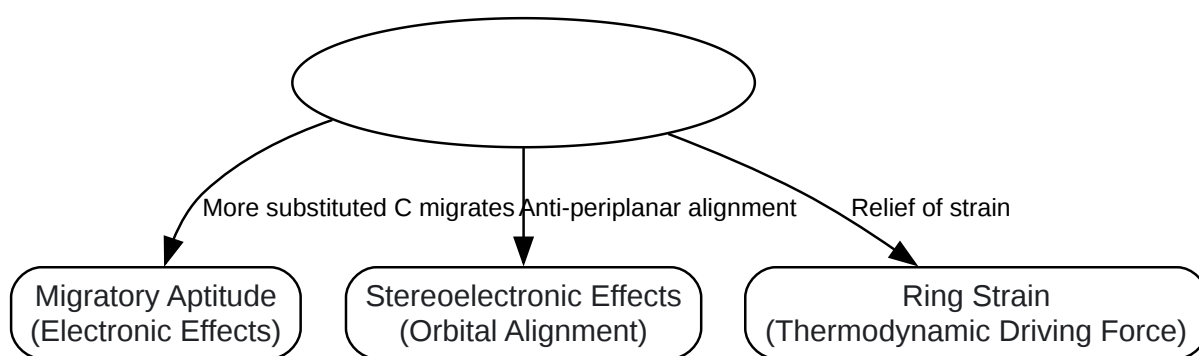 More substituted C migrates
Anti-periplanar alignment
Relief of strain
Migratory Aptitude
(Electronic Effects)
Stereoelectronic Effects
(Orbital Alignment)
Ring Strain
(Thermodynamic Driving Force)